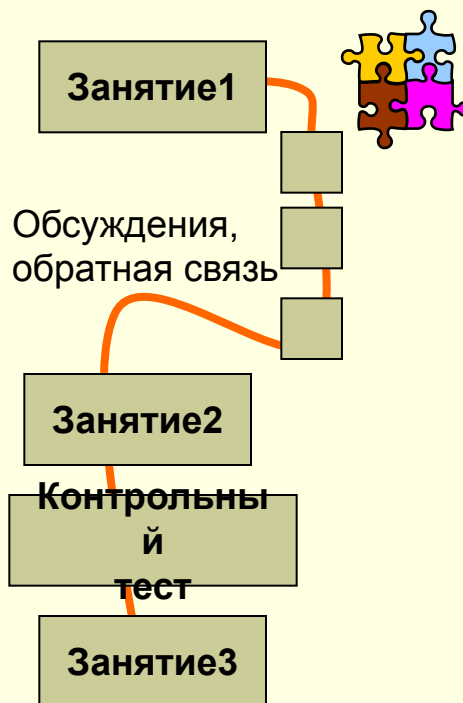 Занятие1
Обсуждения,
обратная связь
Занятие2
Контрольны
й
тест
Занятие3